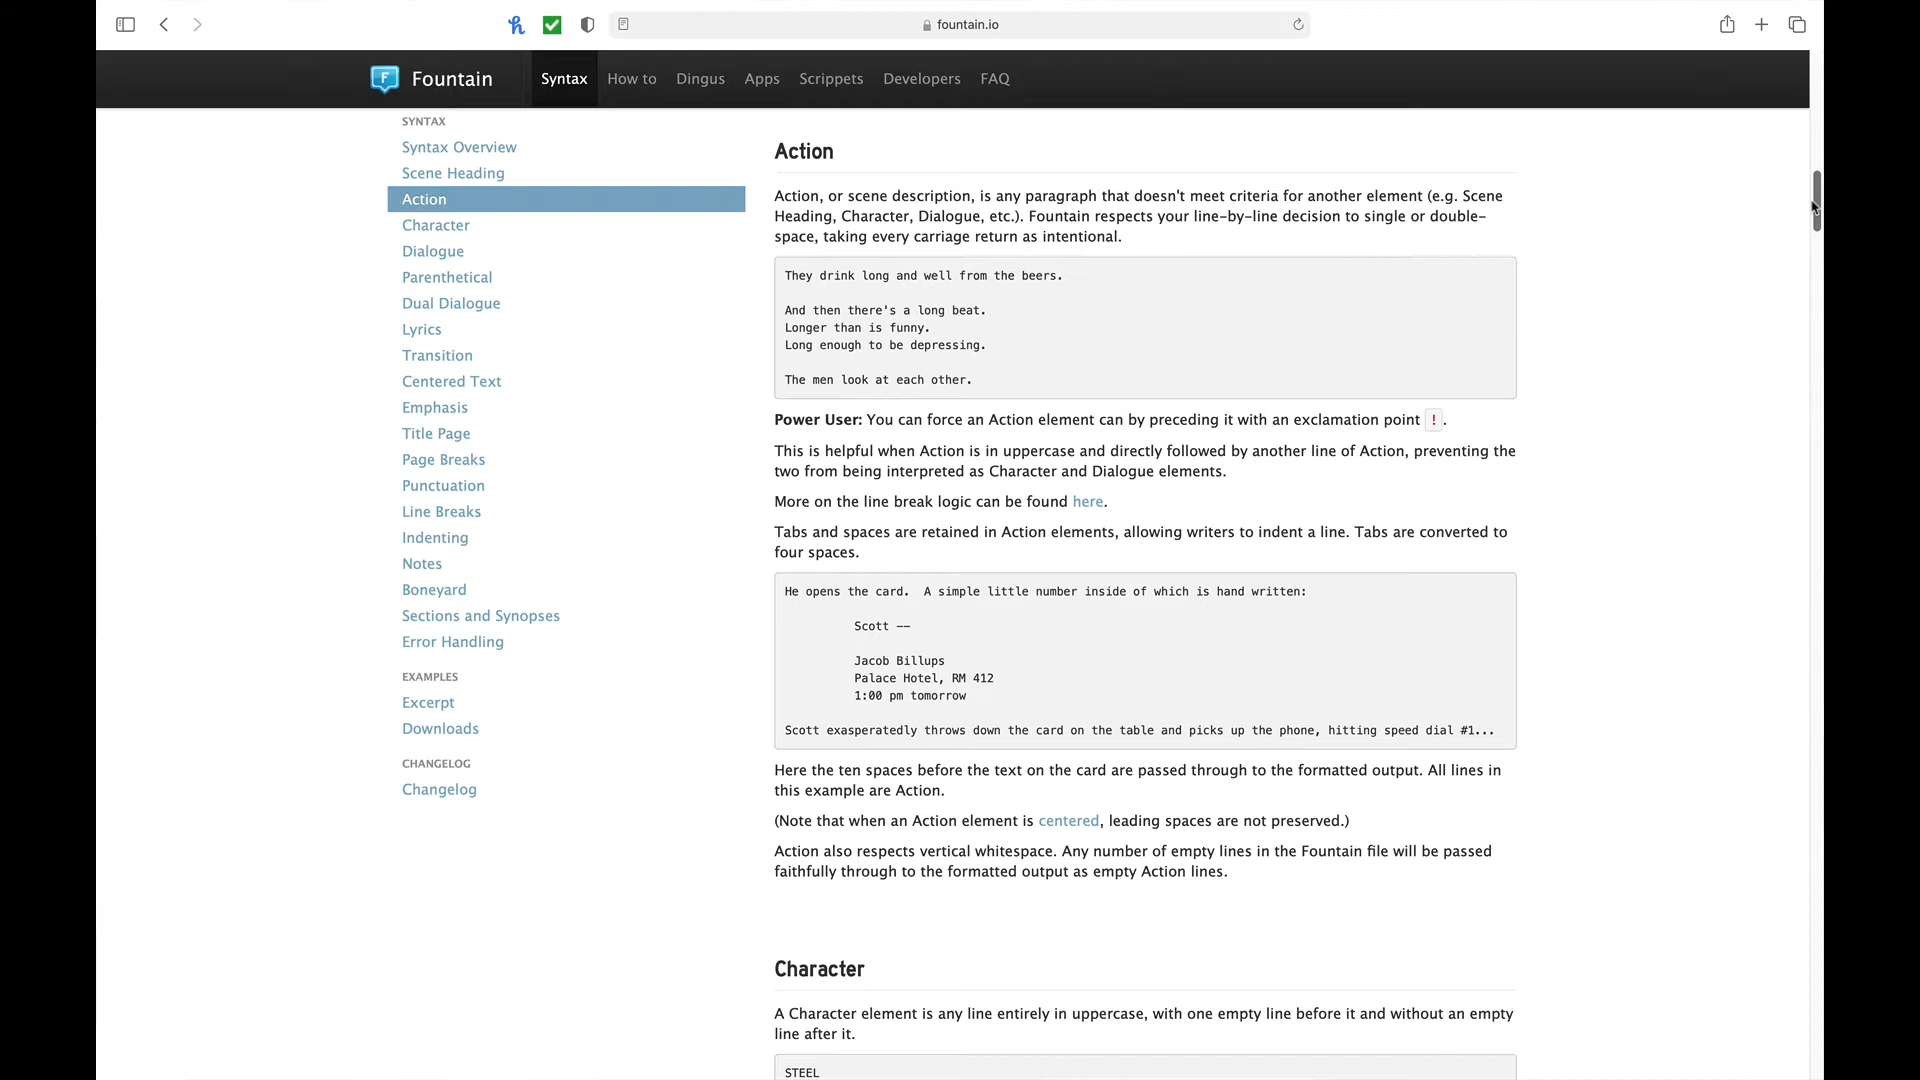 fountain.io
Fountain
Syntax
How to
Dingus
Apps
Scrippets
Developers
FAQ
SYNTAX
Syntax Overview
Scene Heading
Action
Character
Dialogue
Parenthetical
Dual Dialogue
Lyrics
Transition
Centered Text
Emphasis
Title Page
Page Breaks
Punctuation
Line Breaks
Indenting
Notes
Boneyard
Sections and Synopses
Error Handling
EXAMPLES
Excerpt
Downloads
CHANGELOG
Changelog
Action
Action, or scene description, is any paragraph that doesn't meet criteria for another element (e.g. Scene
Heading, Character, Dialogue, etc.). Fountain respects your line-by-line decision to single or double-
space, taking every carriage return as intentional.
They drink long and well from the beers.
And then there's a long beat.
Longer than is funny.
Long enough to be depressing.
The men look at each other.
Power User: You can force an Action element can by preceding it with an exclamation point !.
This is helpful when Action is in uppercase and directly followed by another line of Action, preventing the
two from being interpreted as Character and Dialogue elements.
More on the line break logic can be found here.
Tabs and spaces are retained in Action elements, allowing writers to indent a line. Tabs are converted to
four spaces.
He opens the card.  A simple little number inside of which is hand written:
Scott --
Jacob Billups
Palace Hotel, RM 412
1:00 pm tomorrow
Scott exasperatedly throws down the card on the table and picks up the phone, hitting speed dial #1...
Here the ten spaces before the text on the card are passed through to the formatted output. All lines in
this example are Action.
(Note that when an Action element is centered, leading spaces are not preserved.)
Action also respects vertical whitespace. Any number of empty lines in the Fountain file will be passed
faithfully through to the formatted output as empty Action lines.
Character
A Character element is any line entirely in uppercase, with one empty line before it and without an empty
line after it.
STEEL